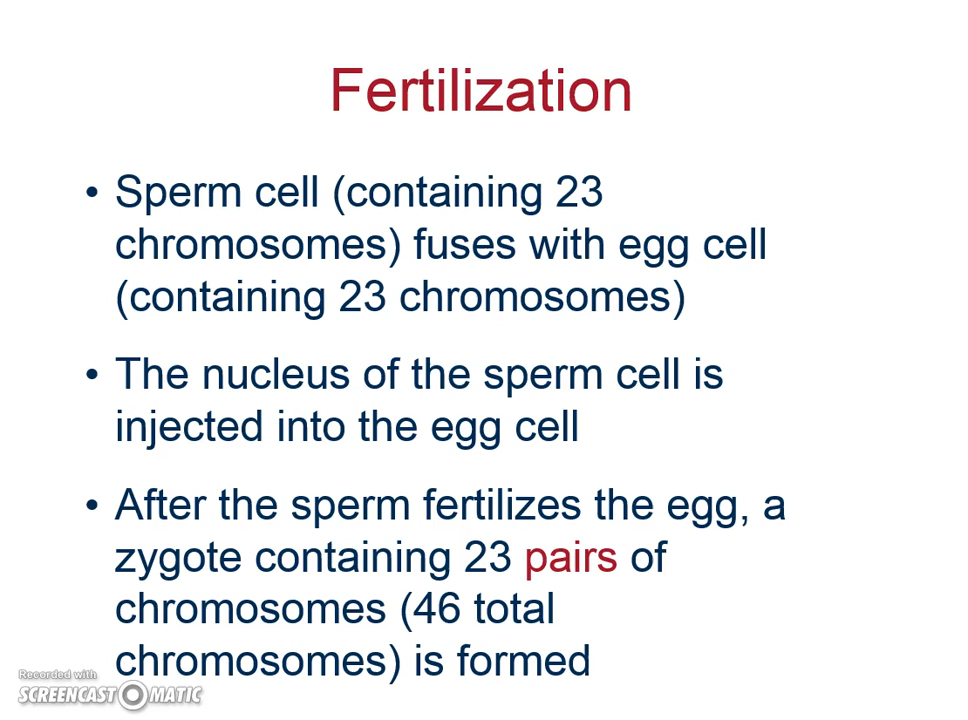 Fertilization
• Sperm cell (containing 23
chromosomes) fuses with egg cell
(containing 23 chromosomes)
• The nucleus of the sperm cell is
injected into the egg cell
• After the sperm fertilizes the egg, a
zygote containing 23 pairs of
chromosomes (46 total
chromosomes) is formed
Recorded with
SCREENCAST-O-MATIC